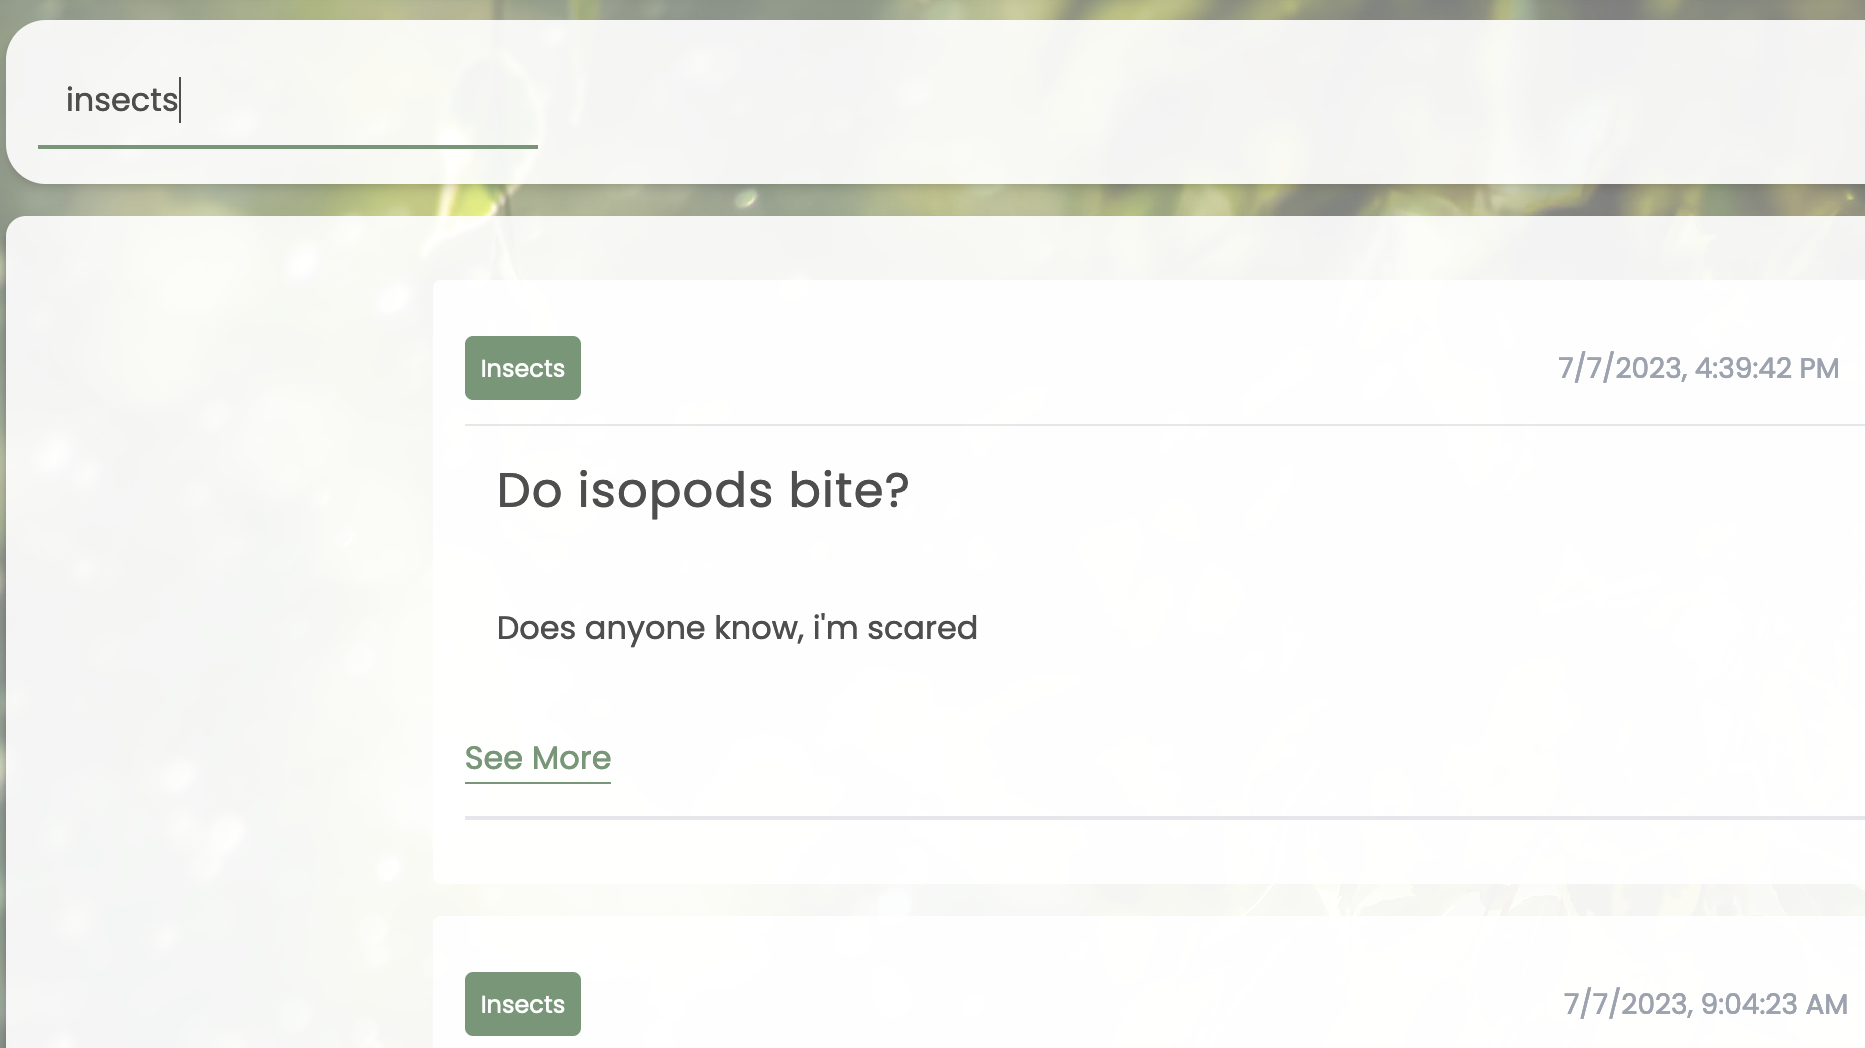 insects
Insects
7/7/2023, 4:39:42 PM
Do isopods bite?
Does anyone know, i'm scared
See More
Insects
7/7/2023, 9:04:23 AM